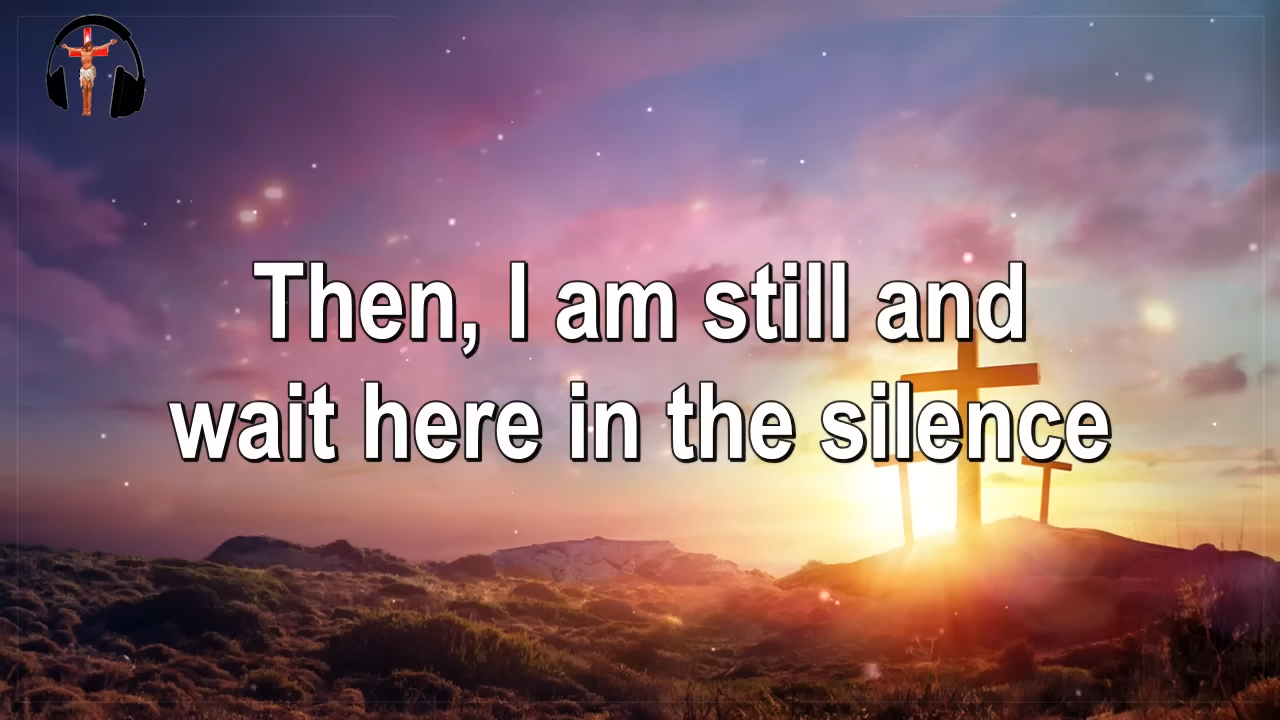 Then, I am still and
wait here in the silence